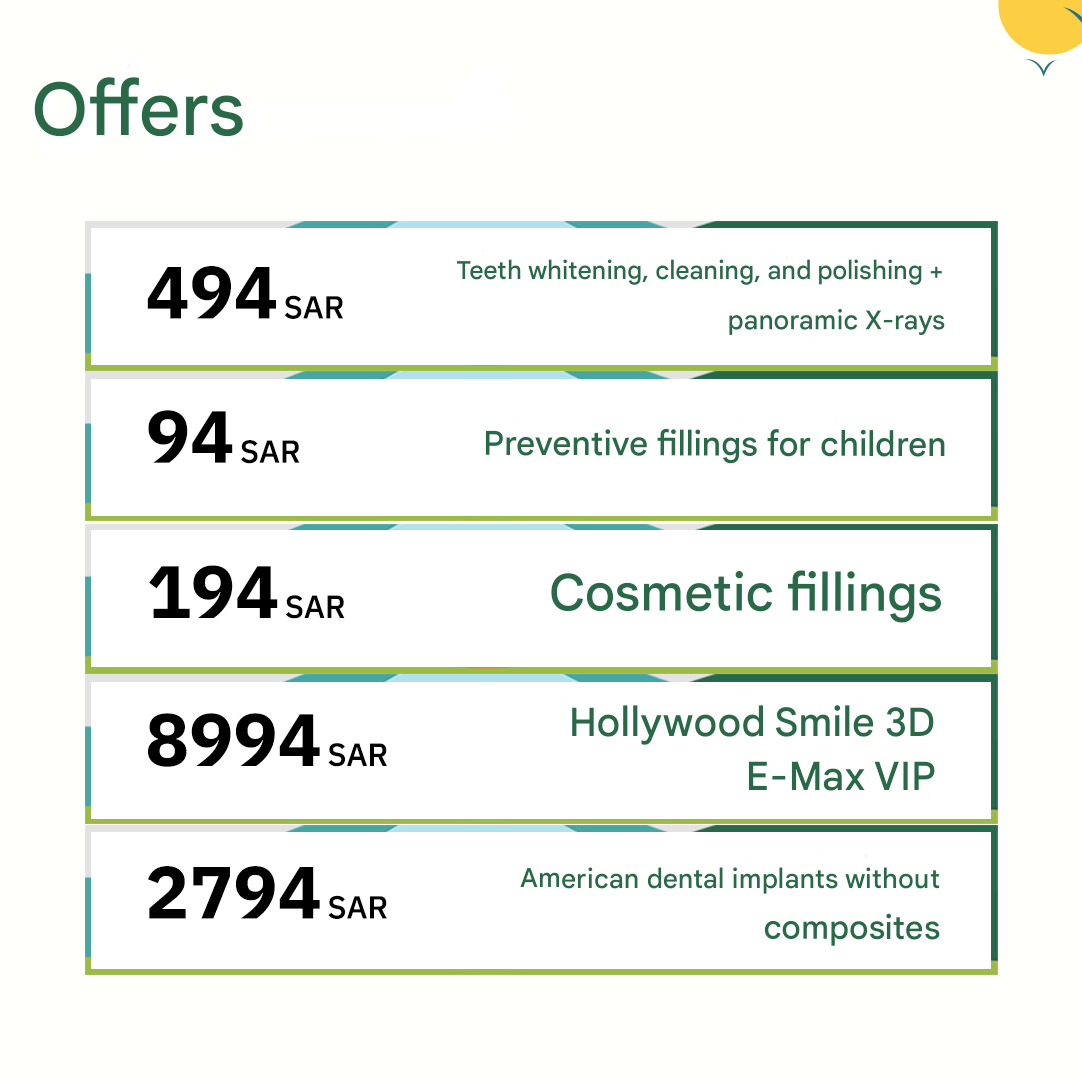 Offers
494 SAR
Teeth whitening, cleaning, and polishing +
panoramic X-rays
94 SAR
Preventive fillings for children
194 SAR
Cosmetic fillings
8994 SAR
Hollywood Smile 3D
E-Max VIP
2794 SAR
American dental implants without
composites